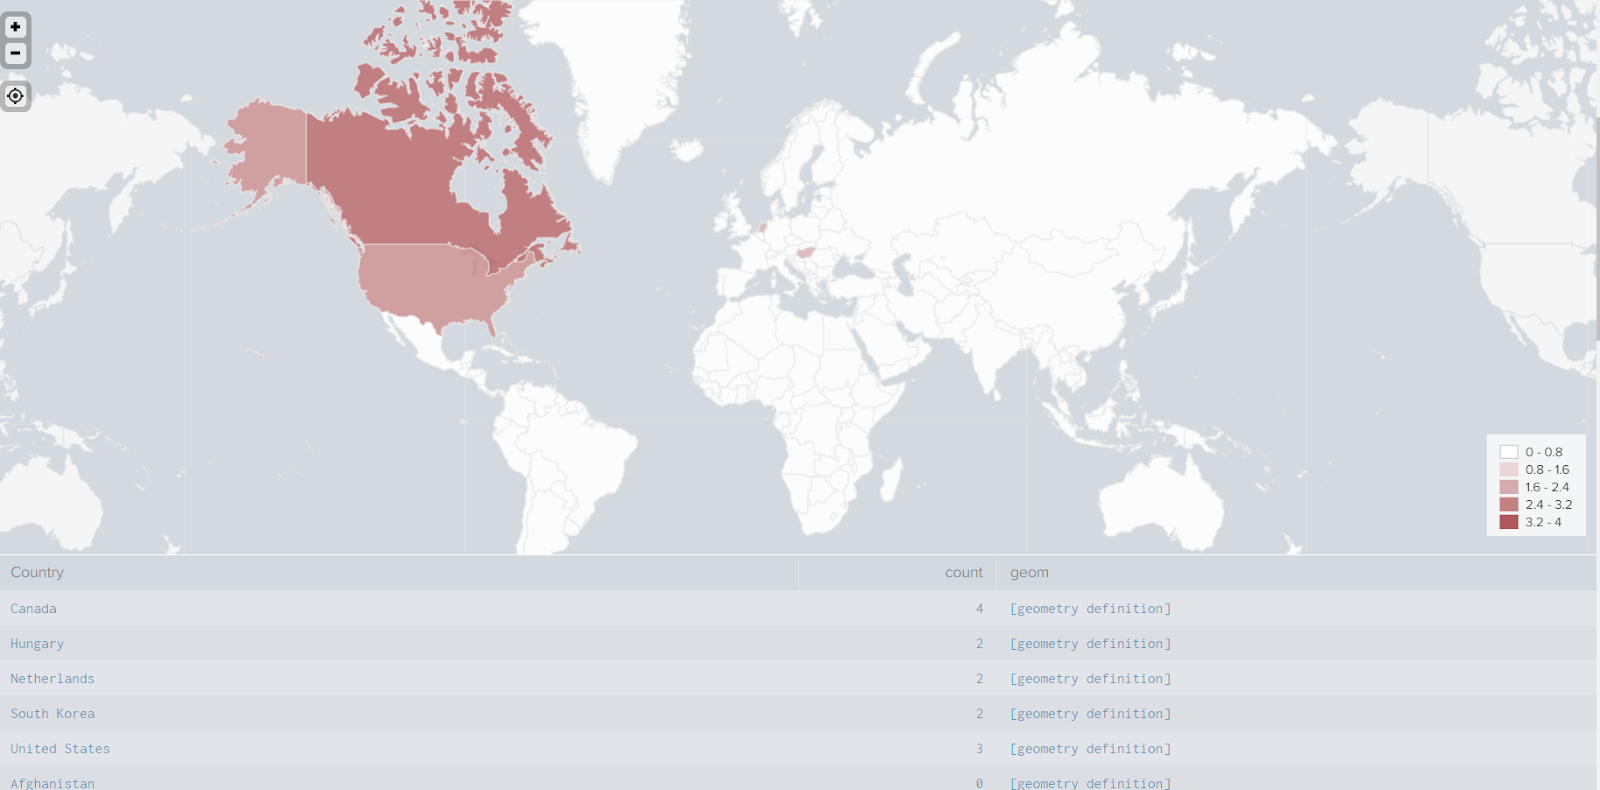 +
−
0 - 0.8
0.8 - 1.6
1.6 - 2.4
2.4 - 3.2
3.2 - 4
Country count geom
Canada 4 [geometry definition]
Hungary 2 [geometry definition]
Netherlands 2 [geometry definition]
South Korea 2 [geometry definition]
United States 3 [geometry definition]
Afghanistan 0 [geometry definition]